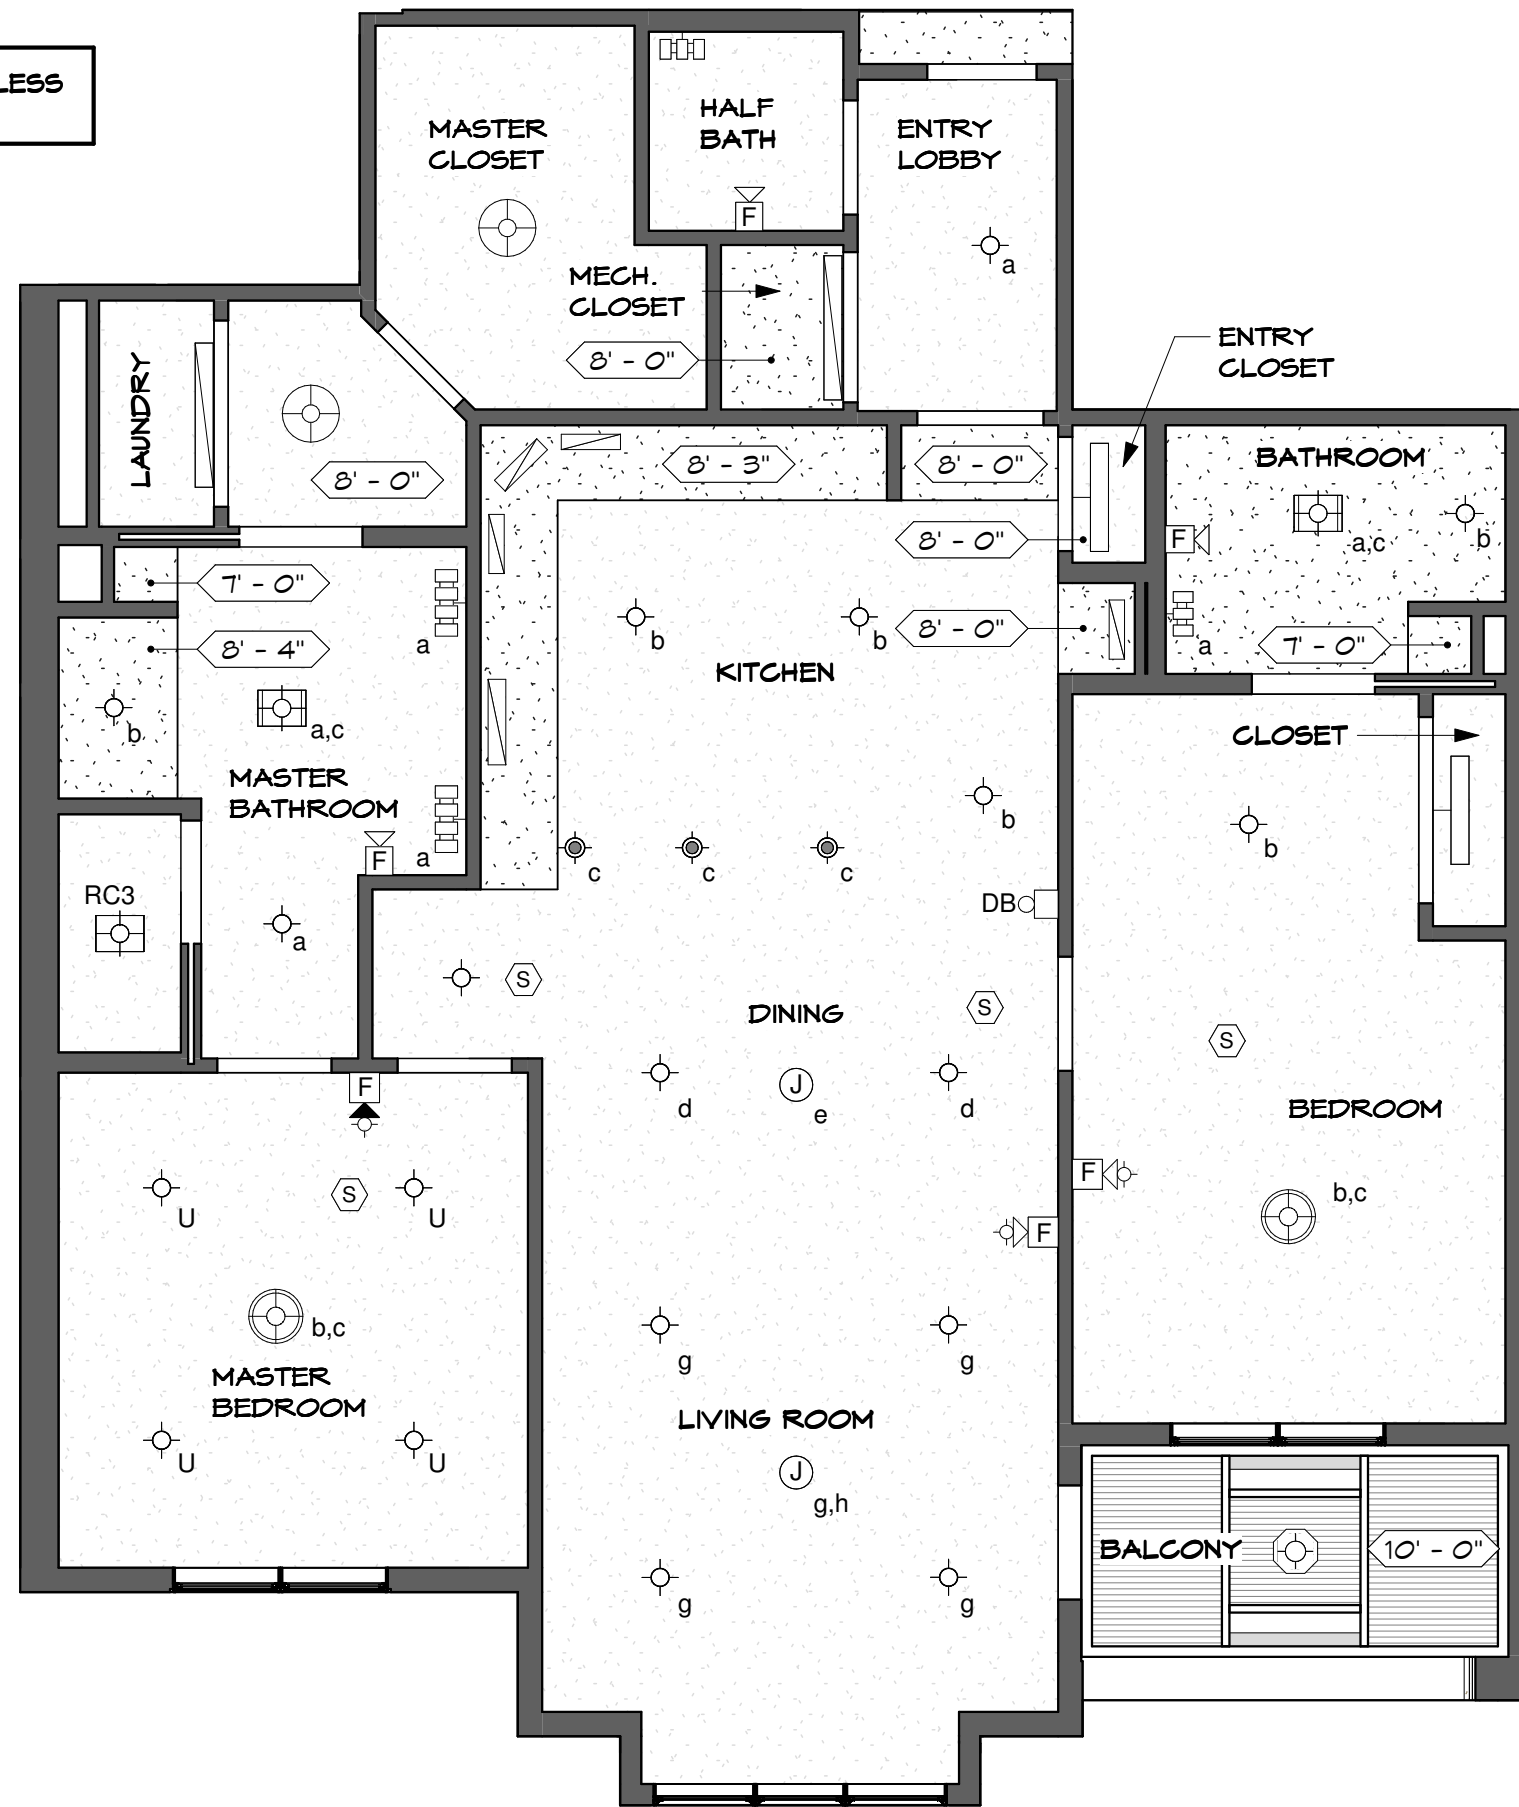 LESS
MASTER
CLOSET
HALF
BATH
ENTRY
LOBBY
F
a
MECH.
CLOSET
8' - 0"
ENTRY
CLOSET
LAUNDRY
8' - 0"
8' - 3"
8' - 0"
BATHROOM
8' - 0"
F
a,c
b
7' - 0"
8' - 4"
a
b
b
8' - 0"
a
7' - 0"
KITCHEN
b
a,c
CLOSET
MASTER
BATHROOM
b
b
F
a
c
c
c
RC3
a
DB
S
DINING
S
S
F
d
J
e
d
BEDROOM
U
S
U
F
b,c
F
b,c
MASTER
BEDROOM
g
g
LIVING ROOM
U
U
J
g,h
BALCONY
10' - 0"
g
g